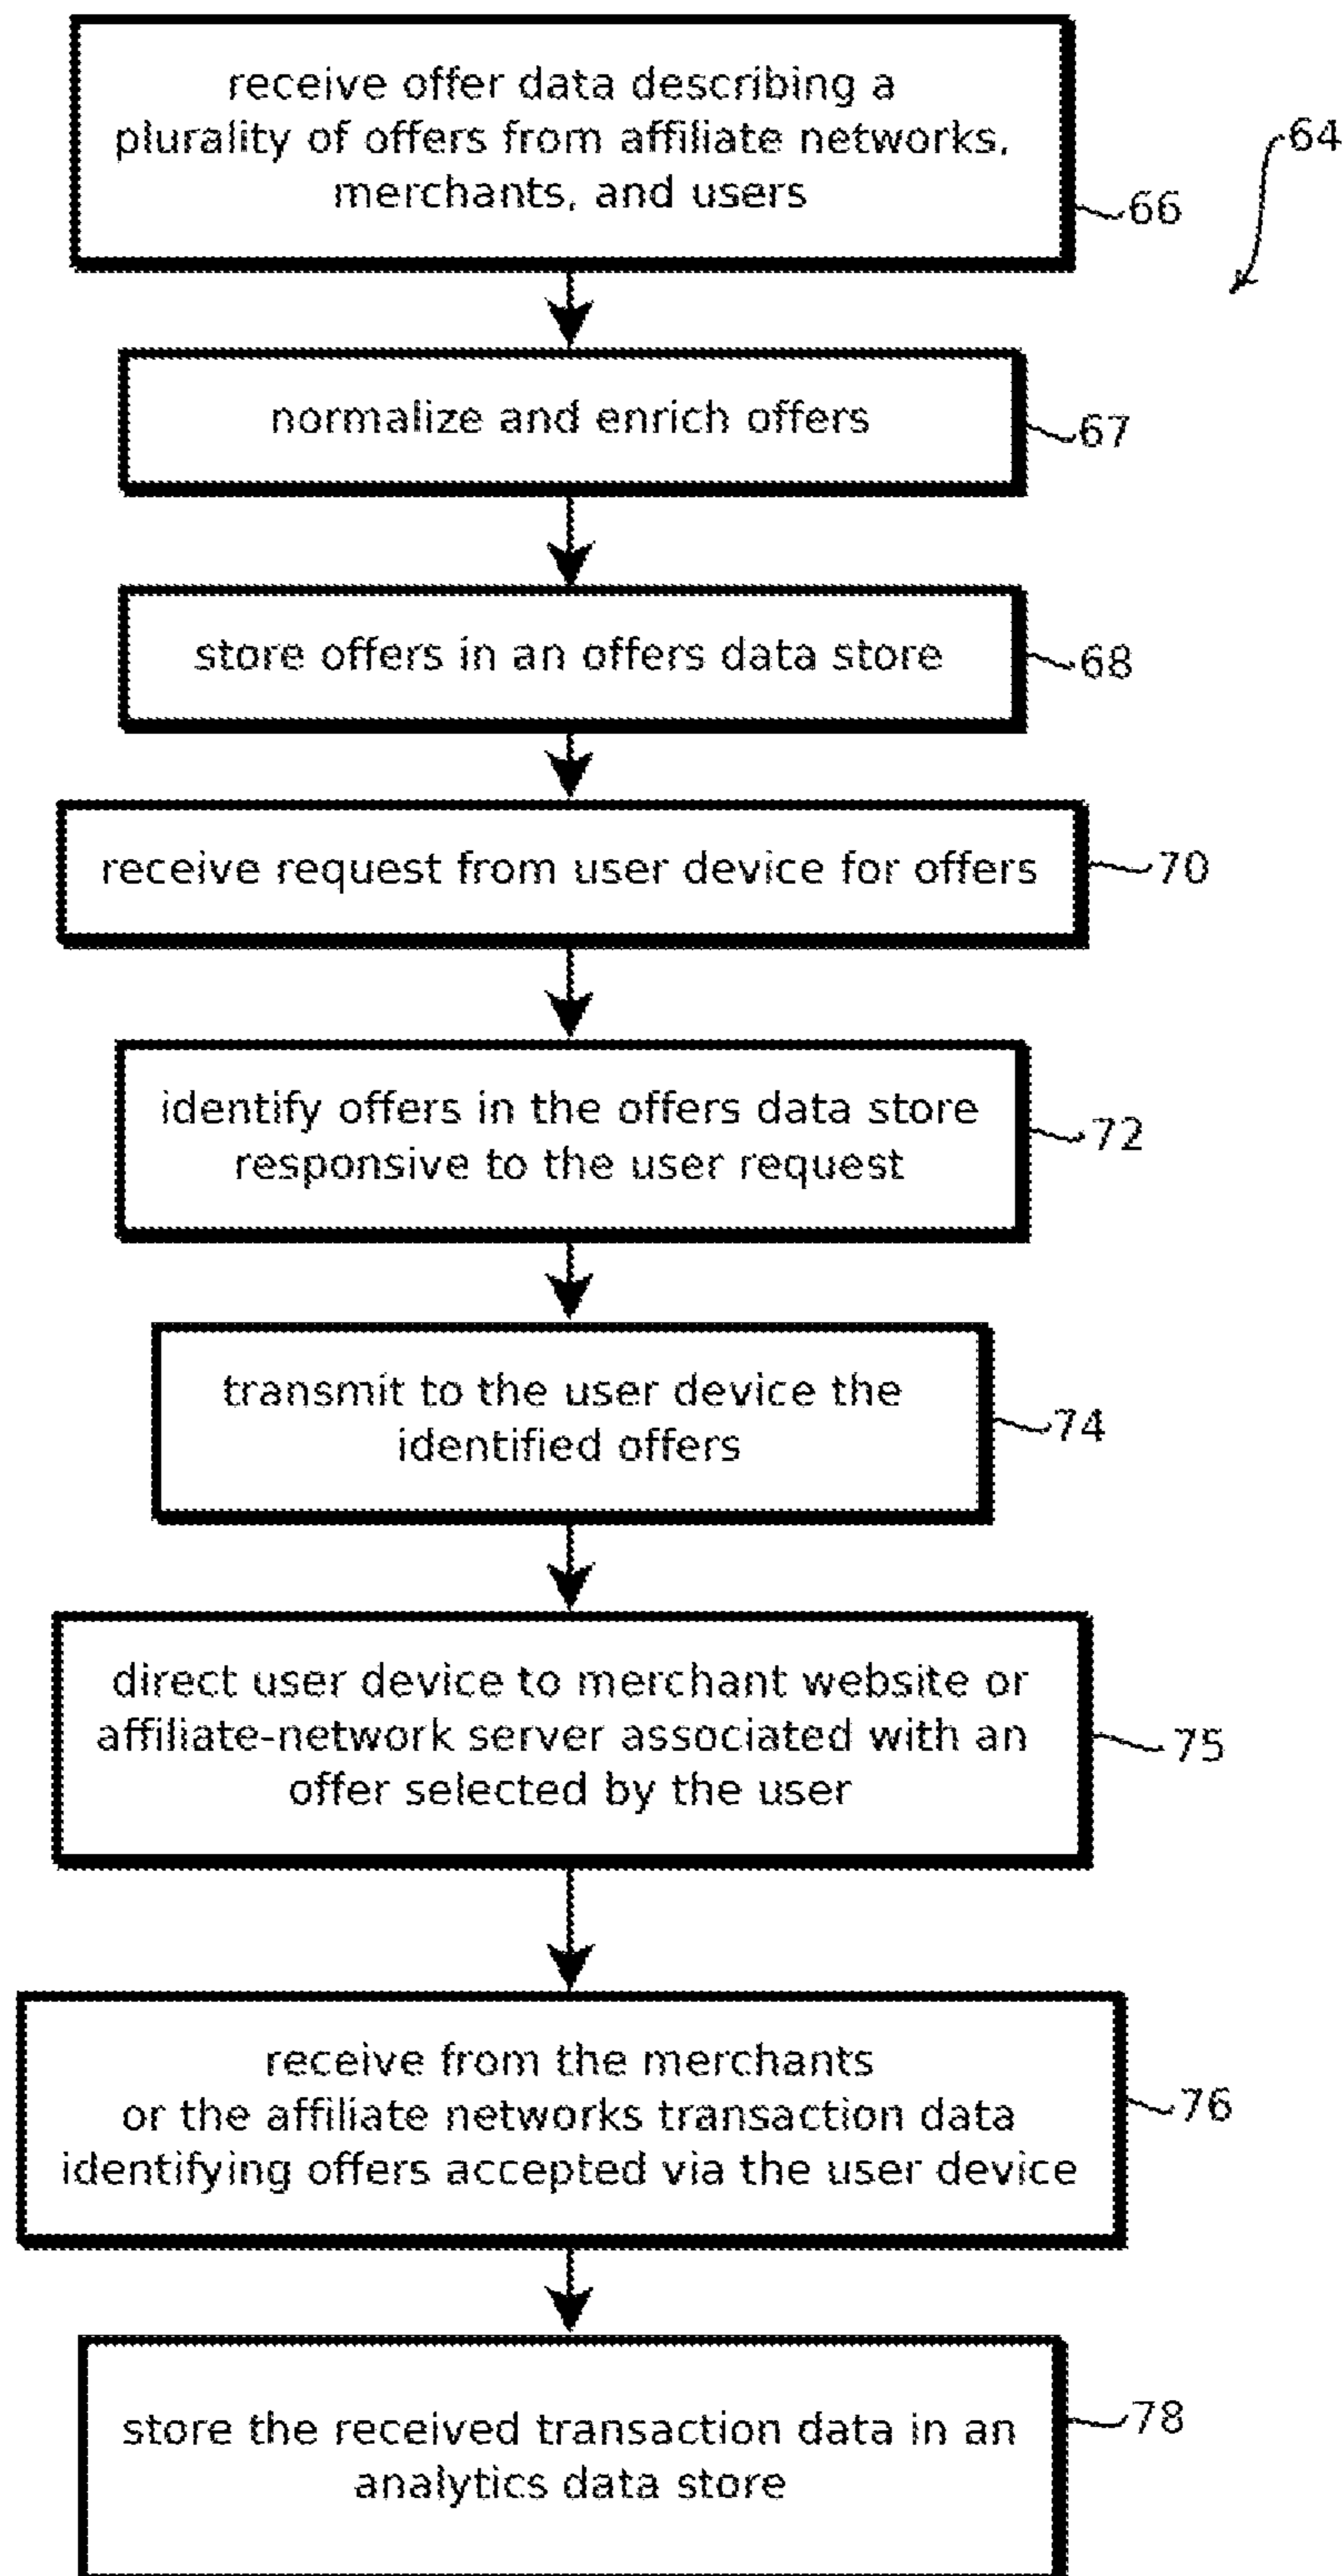 receive offer data describing a
plurality of offers from affiliate networks,
merchants, and users
64
66
normalize and enrich offers
67
store offers in an offers data store
68
receive request from user device for offers
70
identify offers in the offers data store
responsive to the user request
72
transmit to the user device the
identified offers
74
direct user device to merchant website or
affiliate-network server associated with an
offer selected by the user
75
receive from the merchants
or the affiliate networks transaction data
identifying offers accepted via the user device
76
store the received transaction data in an
analytics data store
78